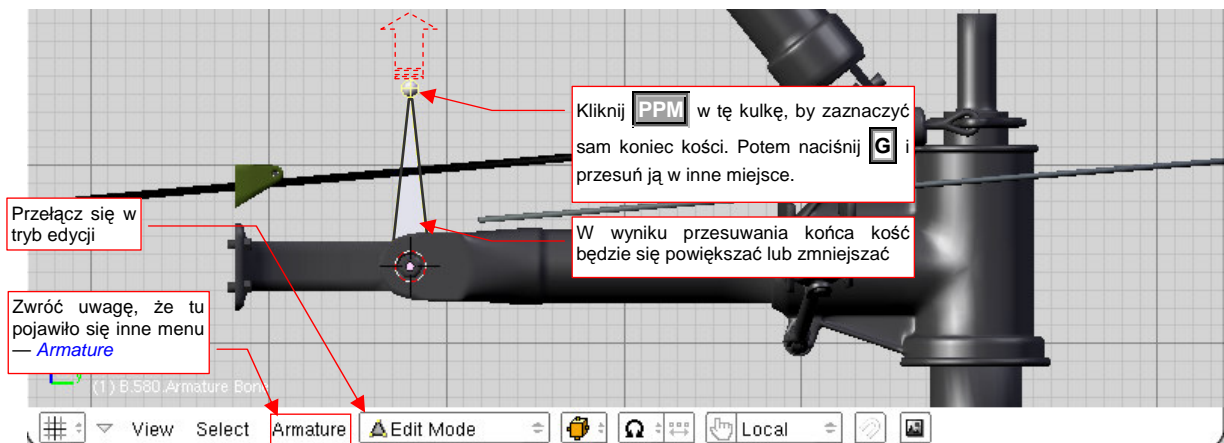 Kliknij PPM w tę kulkę, by zaznaczyć
sam koniec kości. Potem naciśnij G i
przesuń ją w inne miejsce.
Przełącz się w
tryb edycji
W wyniku przesuwania końca kość
będzie się powiększać lub zmniejszać
Zwróć uwagę, że tu
pojawiło się inne menu
— Armature
y
(1) B.580.Armature Bone
View Select Armature Edit Mode Local